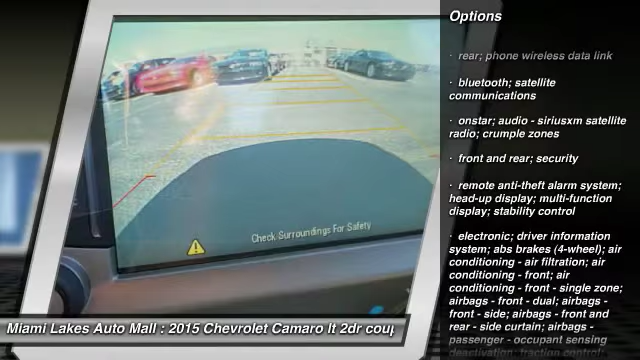 Options
· rear; phone wireless data link
· bluetooth; satellite
communications
· onstar; audio - siriusxm satellite
radio; crumple zones
· front and rear; security
· remote anti-theft alarm system;
head-up display; multi-function
display; stability control
· electronic; driver information
system; abs brakes (4-wheel); air
conditioning - air filtration; air
conditioning - front; air
conditioning - front - single zone;
airbags - front - dual; airbags -
front - side; airbags - front and
rear - side curtain; airbags -
passenger - occupant sensing
deactivation; traction control;
Check Surroundings For Safety
Miami Lakes Auto Mall : 2015 Chevrolet Camaro lt 2dr coup